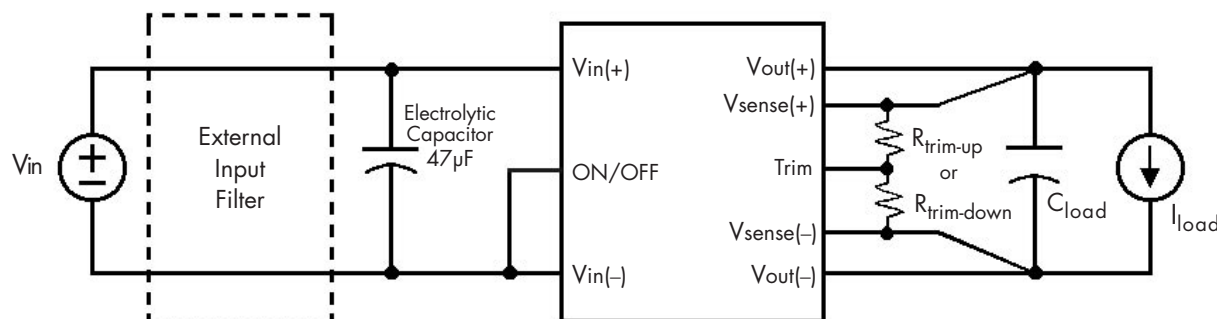 Vin
External
Input
Filter
Electrolytic
Capacitor
47µF
Vin(+)
ON/OFF
Vin(–)
Vout(+)
Vsense(+)
Trim
Vsense(–)
Vout(–)
Rtrim-up
or
Rtrim-down
Cload
Iload